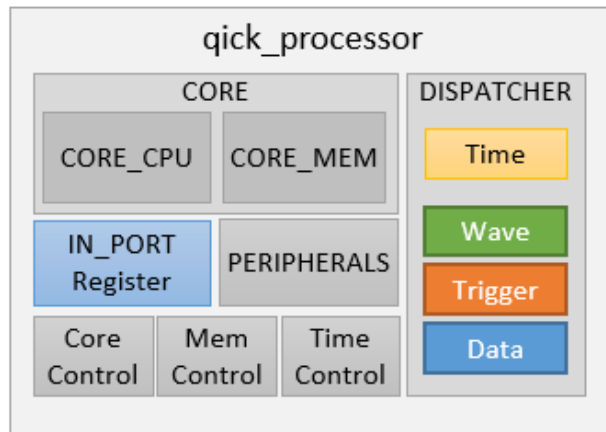 qick_processor
CORE
CORE_CPU
CORE_MEM
IN_PORT
Register
PERIPHERALS
Core
Control
Mem
Control
Time
Control
DISPATCHER
Time
Wave
Trigger
Data